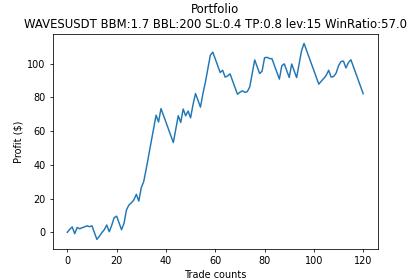 Portfolio
WAVESUSDT BBM:1.7 BBL:200 SL:0.4 TP:0.8 lev:15 WinRatio:57.0
Profit ($)
100
80
60
40
20
0
0 20 40 60 80 100 120
Trade counts